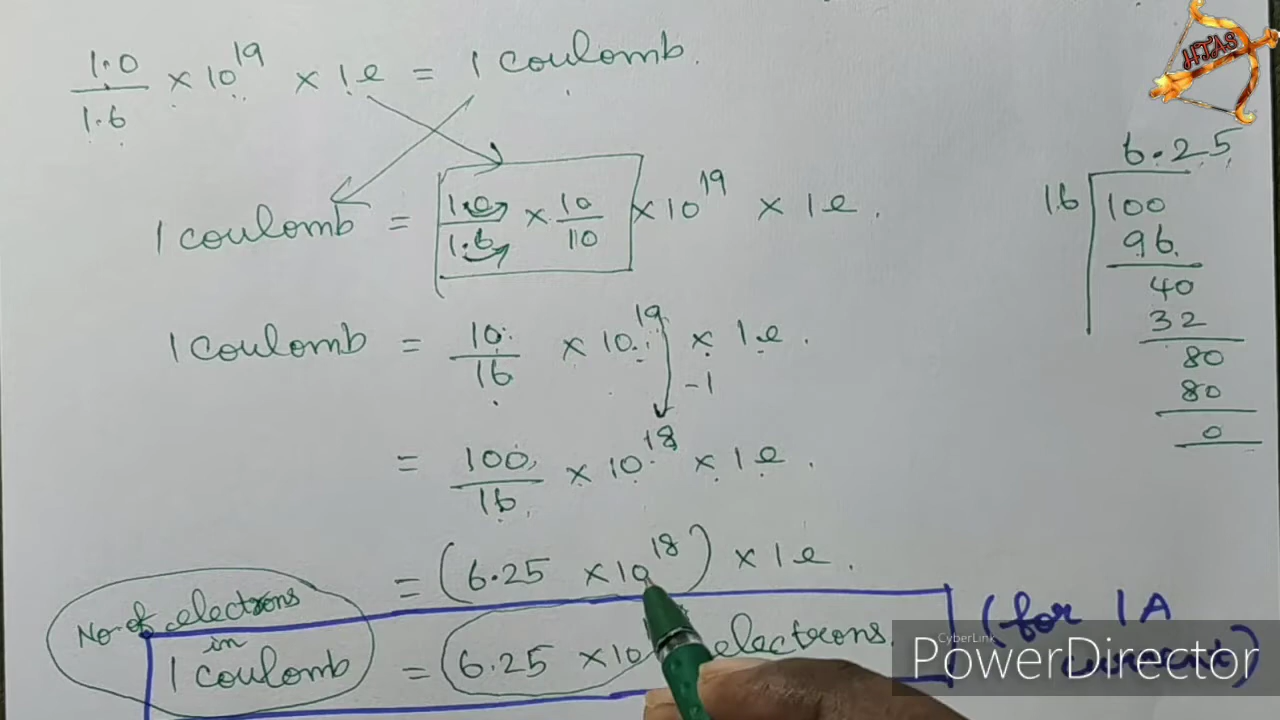 1.0/1.6 × 10^19 × 1e = 1 coulomb.
HTAS
1 coulomb = 1.0/1.6 × 10/10 × 10^19 × 1e.
1 coulomb = 10/16 × 10^19 × 1e.
-1
= 100/16 × 10^18 × 1e.
= (6.25 × 10^18) × 1e.
No of electrons
in
1 coulomb = 6.25 × 10 electrons.
(for 1A
6.25
16 100
96
40
32
80
80
0
CyberLink
PowerDirector